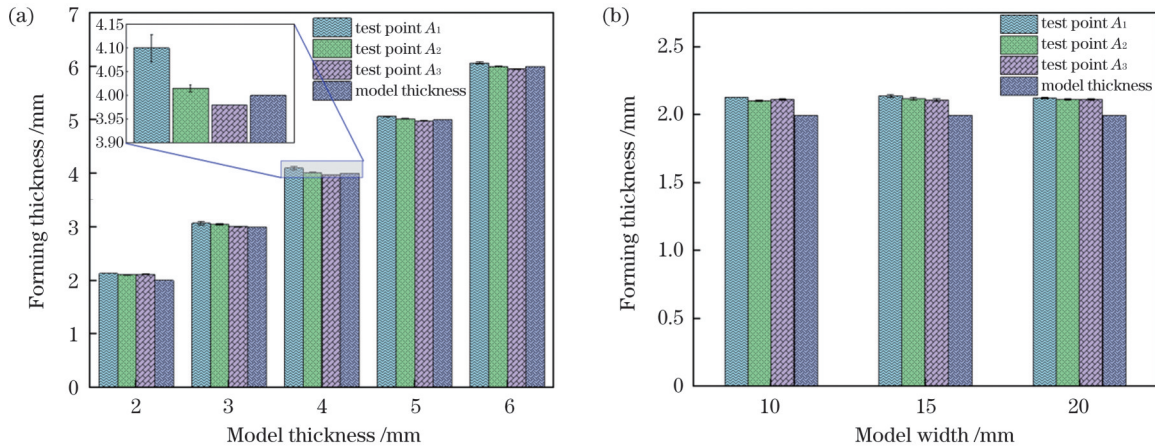 (a)
7
6
5
4
3
2
1
0
Forming thickness /mm
4.15
4.10
4.05
4.00
3.95
3.90
test point A₁
test point A₂
test point A₃
model thickness
2 3 4 5 6
Model thickness /mm
(b)
2.5
2.0
1.5
1.0
0.5
0
Forming thickness /mm
test point A₁
test point A₂
test point A₃
model thickness
10 15 20
Model width /mm